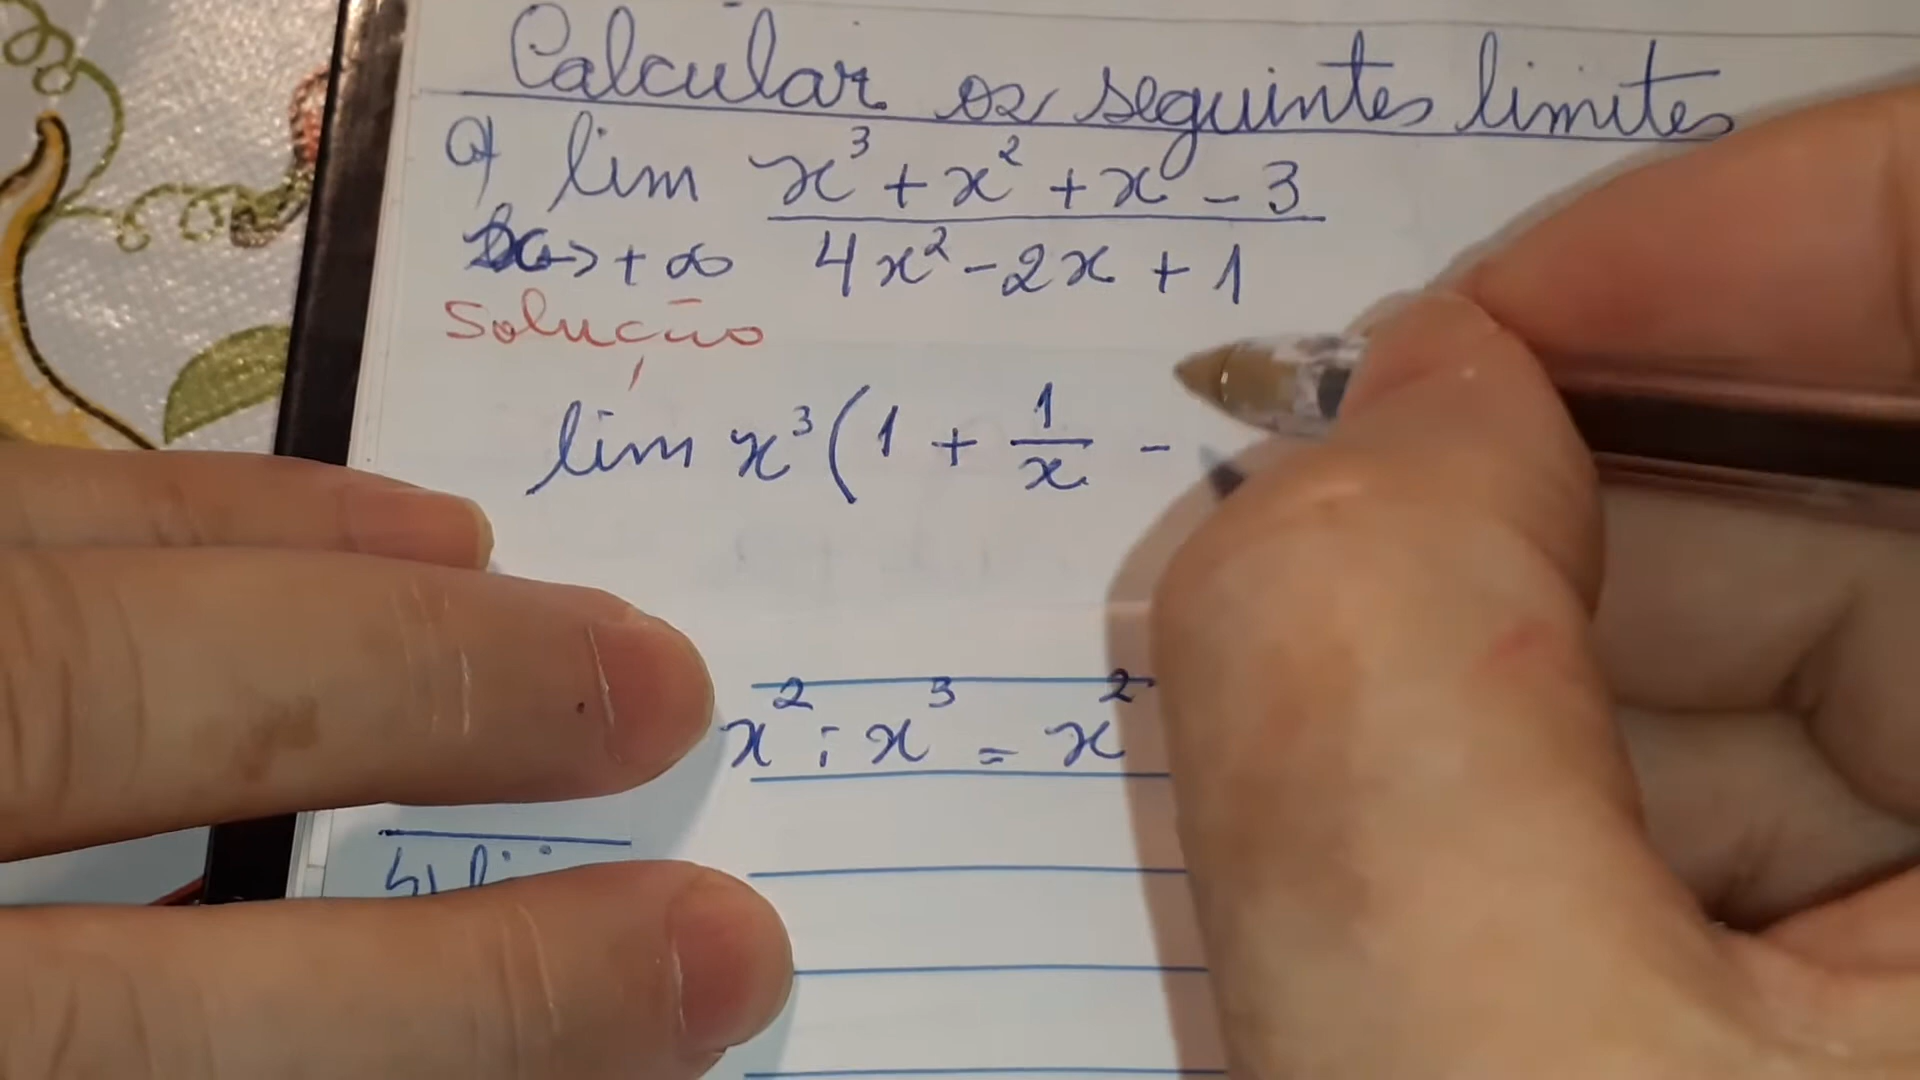 Calcular os seguintes limites
a) lim x³ + x² + x - 3
x -> + ∞ 4x² - 2x + 1
Solução
lim x³ ( 1 + 1/x -
x² : x³ = x²